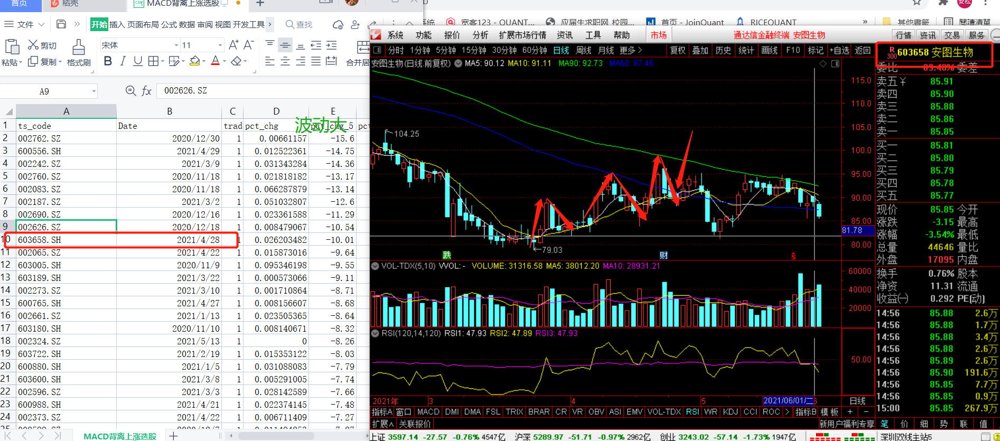 首页 稻壳 MACD背离上涨选股
文件 开始 插入 页面布局 公式 数据 审阅 视图 开发工具 查找
粘贴 剪切 复制 格式刷 宋体 11 合并居
A9 fx 002626.SZ
A B C D E
1 ts_code Date trad pct_chg pct_chg_5
波动大
2 002762.SZ 2020/12/30 1 0.00661157 -15.6
3 600556.SH 2021/4/29 1 0.012522361 -14.75
4 002242.SZ 2021/3/9 1 0.031343284 -14.36
5 002760.SZ 2020/11/18 1 0.021818182 -13.17
6 002083.SZ 2020/11/18 1 0.066287879 -13.14
7 002187.SZ 2021/3/2 1 0.051032807 -12.6
8 002690.SZ 2020/12/16 1 0.023361588 -11.29
9 002626.SZ 2020/12/18 1 0.008479067 -10.54
10 603658.SH 2021/4/28 1 0.026203482 -10.01
11 002065.SZ 2021/4/22 1 0.015873016 -9.64
12 603005.SH 2020/11/9 1 0.095346198 -9.55
13 603189.SH 2021/3/22 1 0.000573066 -9.11
14 002273.SZ 2021/3/10 1 0.001710864 -8.71
15 600765.SH 2021/4/27 1 0.008156607 -8.68
16 002661.SZ 2021/1/13 1 0.023505365 -8.64
17 603180.SH 2020/11/10 1 0.008140671 -8.32
18 002324.SZ 2021/5/13 1 0 -8.26
19 603722.SH 2021/2/19 1 0.015353122 -8.03
20 600880.SH 2021/1/5 1 0.031088083 -7.79
21 603600.SH 2021/3/8 1 0.005291005 -7.74
22 002596.SZ 2021/3/3 1 0.028142589 -7.66
23 600988.SH 2021/4/21 1 0.022374145 -7.48
24 002373.SZ 2021/4/22 1 0.006711409 -7.27
MACD背离上涨选股
安松
系统 宽客123 - QUANT... 应届生求职网 校园... 首页 - JoinQuant RICEQUANT » 其他書籤 閱讀清單
系统 功能 报价 分析 扩展市场行情 资讯 工具 帮助 市场 通达信金融终端 安图生物 行情 资讯 交易 服务
分时 1分钟 5分钟 15分钟 30分钟 60分钟 日线 周线 月线 更多 复权 叠加 历史 统计 画线 F10 标记 +自选 返回
安图生物(日线.前复权) MA5: 90.12 MA10: 91.11 MA90: 92.73 MA60: 87.46
115.0
110.0
105.0
100.0
95.00
90.00
85.00
81.78
80.00
104.25
79.03
跌 财 S
VOL-TDX(5,10) VVOL: - VOLUME: 31316.58 MA5: 38012.20 MA10: 28931.21
60000
40000
20000
RSI(120,14,120) RSI1: 47.93 RSI2: 47.89 RSI3: 47.93
50.00
2021年 3 4 5 2021/06/01/二 6 日线
指标A 窗口 MACD DMI DMA FSL TRIX BRAR CR VR OBV ASI EMV VOL-TDX RSI WR KDJ CCI ROC > 指标B 模板 + -
扩展∧ 关联报价 新用户福利专享
上证 3597.14 -27.57 -0.76% 4547亿 沪深 5289.97 -51.71 -0.97% 2962亿 创业 3243.02 -57.14 -1.73% 1947亿 深圳双线主站5
R 300 603658 安图生物
委比 89.48% 委差
卖五 ¥ 85.91
卖四 85.90
卖三 85.88
卖二 85.86
卖一 85.85
买一 85.81
买二 85.80
买三 85.79
买四 85.78
买五 85.77
现价 85.85 今开
涨跌 -3.15 最高
涨幅 -3.54% 最低
总量 44646 量比
外盘 17095 内盘
换手 0.76% 股本
净资 11.31 流通
收益(一) 0.292 PE(动)
14:56 85.88 2.6万
14:56 85.88 1.7万
14:56 85.88 3.4万
14:56 85.88 2.6万
14:56 85.89 2.6万
14:56 85.90 191.6万
14:56 85.85 7.7万
14:56 85.85 0.9万
15:00 85.85 267.9万
笔 价 细 势 联 值